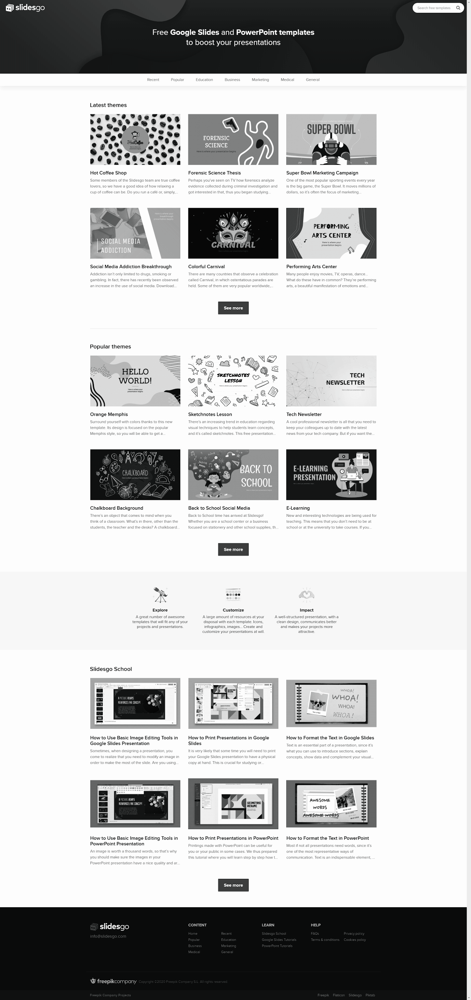 slidesgo
Search free templates
Free Google Slides and PowerPoint templates
to boost your presentations
Recent Popular Education Business Marketing Medical General
Latest themes
HotCoffee
Here is where your
presentation begins
FORENSIC
SCIENCE
Here is where your presentation begins
Here is where your marketing campaign begins
SUPER BOWL
Hot Coffee Shop
Some members of the Slidesgo team are true coffee
lovers, so we have a good idea of how relaxing a
cup of coffee can be. Do you run a café or, simply,...
Forensic Science Thesis
Perhaps you've seen on TV how forensics analyze
evidence collected during criminal investigation and
got interested in that, thus you began studying...
Super Bowl Marketing Campaign
One of the most popular sporting events every year
is the big game, the Super Bowl. It moves millions of
dollars, so it's often the focus of marketing...
Here is where your
breakthrough
presentation begins
SOCIAL MEDIA
ADDICTION
CARNIVAL
PERFORMING
ARTS CENTER
Here is where your
presentation begins
Social Media Addiction Breakthrough
Addiction isn't only limited to drugs, smoking or
gambling. In fact, there has recently been observed
an increase in the use of social media. Download...
Colorful Carnival
There are many countries that observe a celebration
called Carnival, in which ostentatious parades are
held. Some of them are very popular worldwide,...
Performing Arts Center
Many people enjoy movies, TV, operas, dance...
What do these have in common? They're performing
arts, a beautiful manifestation of emotions and...
See more
Popular themes
HELLO
WORLD!
Here is where your
presentation begins
SKETCHNOTES
LESSON
Here is where your presentation begins
TECH
NEWSLETTER
Here is where your presentation begins
Orange Memphis
Surround yourself with colors thanks to this new
template. Its design is focused on the popular
Memphis style, so you will be able to get a...
Sketchnotes Lesson
There's an increasing trend in education regarding
visual techniques to help students learn concepts,
and it's called sketchnotes. This free presentation...
Tech Newsletter
A cool professional newsletter is all that you need to
keep your colleagues up to date with the latest
news from your tech company. But if you want the...
CHALKBOARD
Here is where your presentation begins
BACK TO
SCHOOL
Here is where your presentation begins
E-LEARNING
PRESENTATION
Here is where your presentation begins
Chalkboard Background
There's an object that comes to mind when you
think of a classroom. What's in there, other than the
students, the teacher and the desks? A chalkboard...
Back to School Social Media
Back to School time has arrived at Slidesgo!
Whether you are a school center or a business
focused on stationery and other school supplies, th...
E-Learning
New and interesting technologies are being used for
teaching. This means that you don't need to be at
school or at the university to take courses. If you...
See more
Explore
A great number of awesome
templates that will fit any of your
projects and presentations.
Customize
A large amount of resources at your
disposal with each template. Icons,
infographics, images... Create and
customize your presentations at will.
Impact
A well-structured presentation, with a
clean design, communicates better
and makes your projects more
attractive.
Slidesgo School
A PICTURE ALWAYS
REINFORCES THE CONCEPT
WHOA!
WHOA!
WHOA!
WHOA!
How to Use Basic Image Editing Tools in
Google Slides Presentation
Sometimes, when designing a presentation, you
come to realize that you need to modify an image in
order to make the most of the slide. Are you using...
How to Print Presentations in Google
Slides
It is very likely that some time you will need to print
your Google Slides presentation to have a physical
copy at hand. This is crucial for studying or...
How to Format the Text in Google Slides
Text is an essential part of a presentation, since it's
what you can use to introduce sections, explain
concepts, show data and complement your visual...
A PICTURE ALWAYS
REINFORCES THE CONCEPT
GEOMETRIC
RESUME
AWESOME
WORDS
AWESOME WORDS
How to Use Basic Image Editing Tools in
PowerPoint Presentation
An image is worth a thousand words, so that's why
you should make sure the images in your
PowerPoint presentation have a nice quality and ar...
How to Print Presentations in PowerPoint
Printings made with PowerPoint can be useful for
you or your public in some cases. We thus prepared
this tutorial where you will learn step by step how t...
How to Format the Text in PowerPoint
Most if not all presentations need words, since it's
one of the most representative ways of
communication. Text is an indispensable element, ...
See more
slidesgo
info@slidesgo.com
CONTENT
Home Recent
Popular Education
Business Marketing
Medical General
LEARN
Slidesgo School
Google Slides Tutorials
PowerPoint Tutorials
HELP
FAQs Privacy policy
Terms & conditions Cookies policy
freepikcompany Copyright ©2020 Freepik Company S.L. All rights reserved.
Freepik Company Projects
Freepik Flaticon Slidesgo Piktab